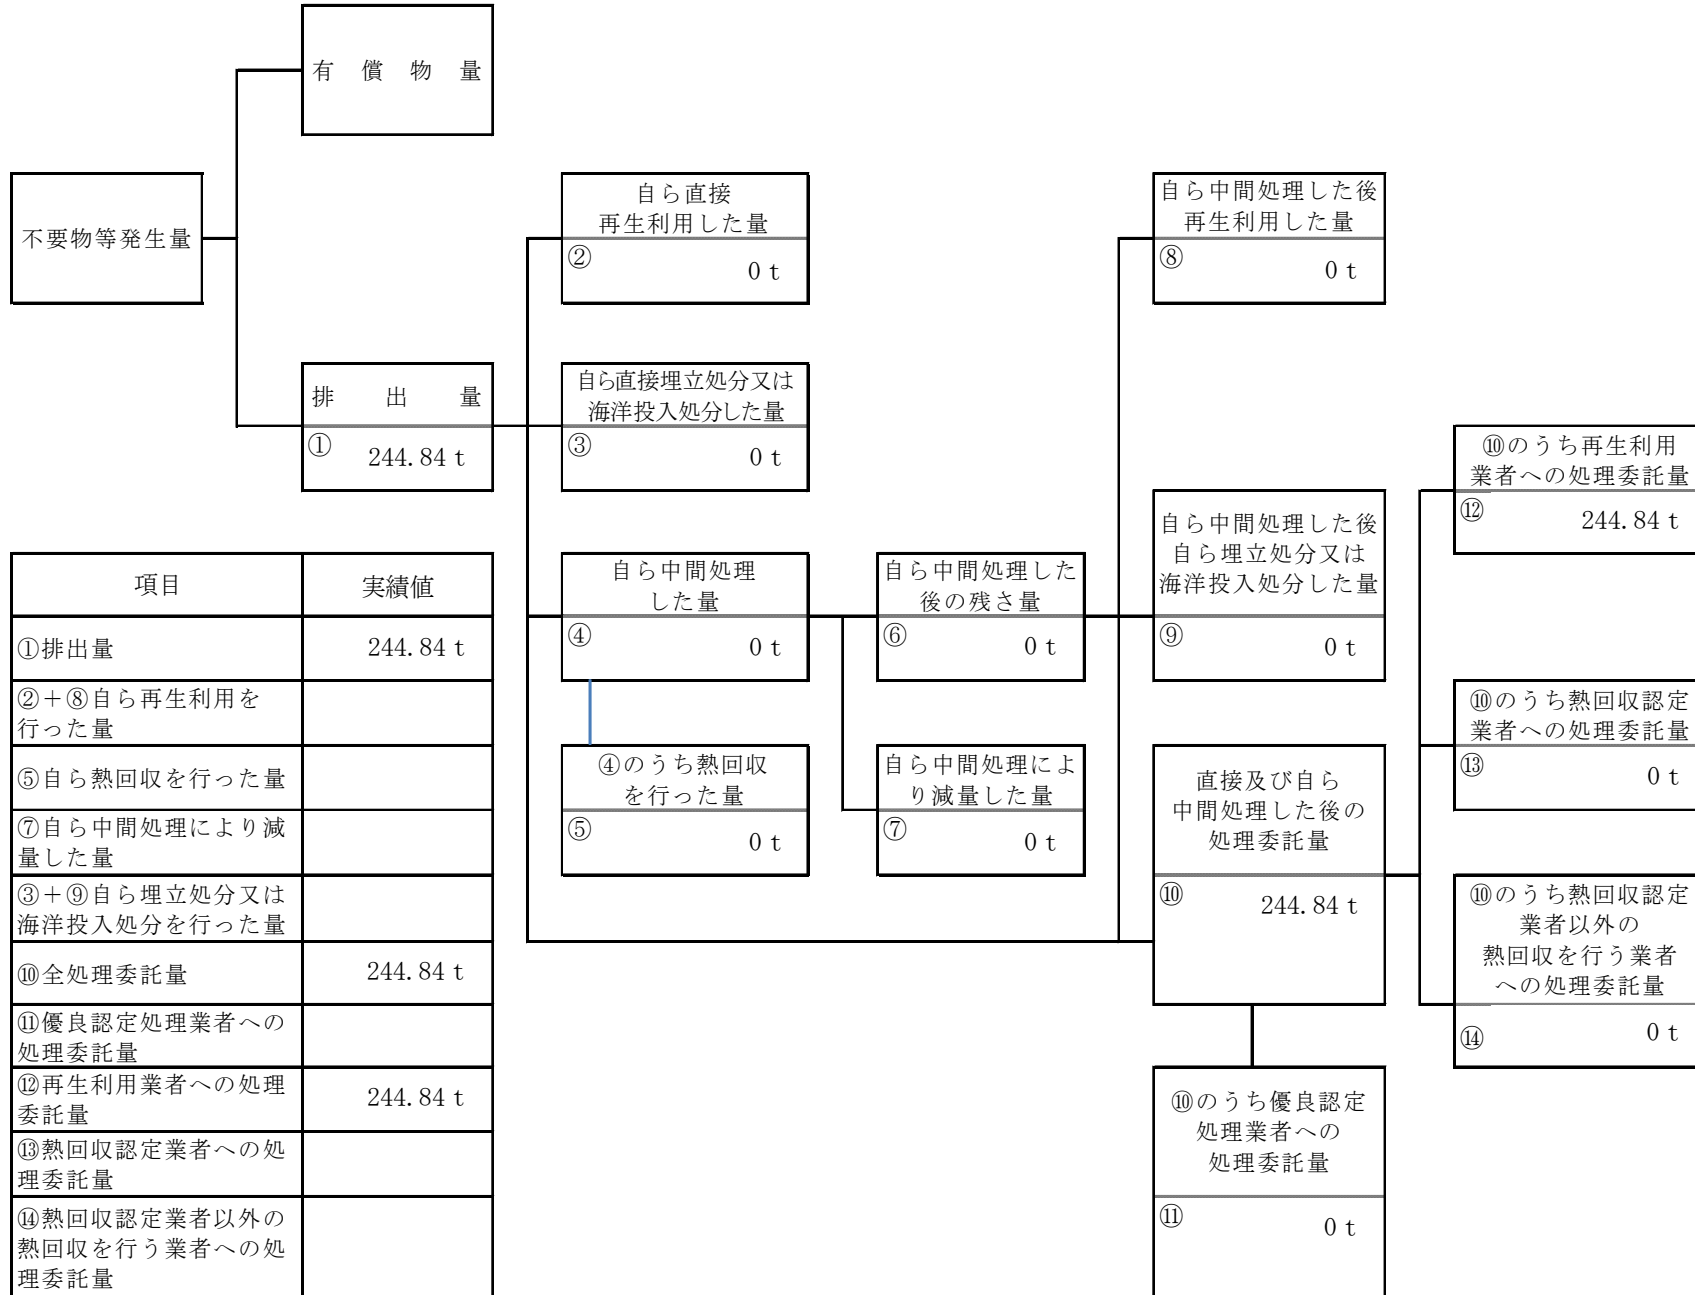 有 償 物 量
不要物等発生量
自ら直接
再生利用した量
② 0 t
自ら中間処理した後
再生利用した量
⑧ 0 t
排 出 量
① 244.84 t
自ら直接埋立処分又は
海洋投入処分した量
③ 0 t
⑩のうち再生利用
業者への処理委託量
⑫ 244.84 t
自ら中間処理した後
自ら埋立処分又は
海洋投入処分した量
⑨ 0 t
自ら中間処理
した量
④ 0 t
自ら中間処理した
後の残さ量
⑥ 0 t
⑩のうち熱回収認定
業者への処理委託量
⑬ 0 t
④のうち熱回収
を行った量
⑤ 0 t
自ら中間処理によ
り減量した量
⑦ 0 t
直接及び自ら
中間処理した後の
処理委託量
⑩ 244.84 t
⑩のうち熱回収認定
業者以外の
熱回収を行う業者
への処理委託量
⑭ 0 t
⑩のうち優良認定
処理業者への
処理委託量
⑪ 0 t
項目 実績値
①排出量 244.84 t
②+⑧自ら再生利用を
行った量
⑤自ら熱回収を行った量
⑦自ら中間処理により減
量した量
③+⑨自ら埋立処分又は
海洋投入処分を行った量
⑩全処理委託量 244.84 t
⑪優良認定処理業者への
処理委託量
⑫再生利用業者への処理
委託量 244.84 t
⑬熱回収認定業者への処
理委託量
⑭熱回収認定業者以外の
熱回収を行う業者への処
理委託量